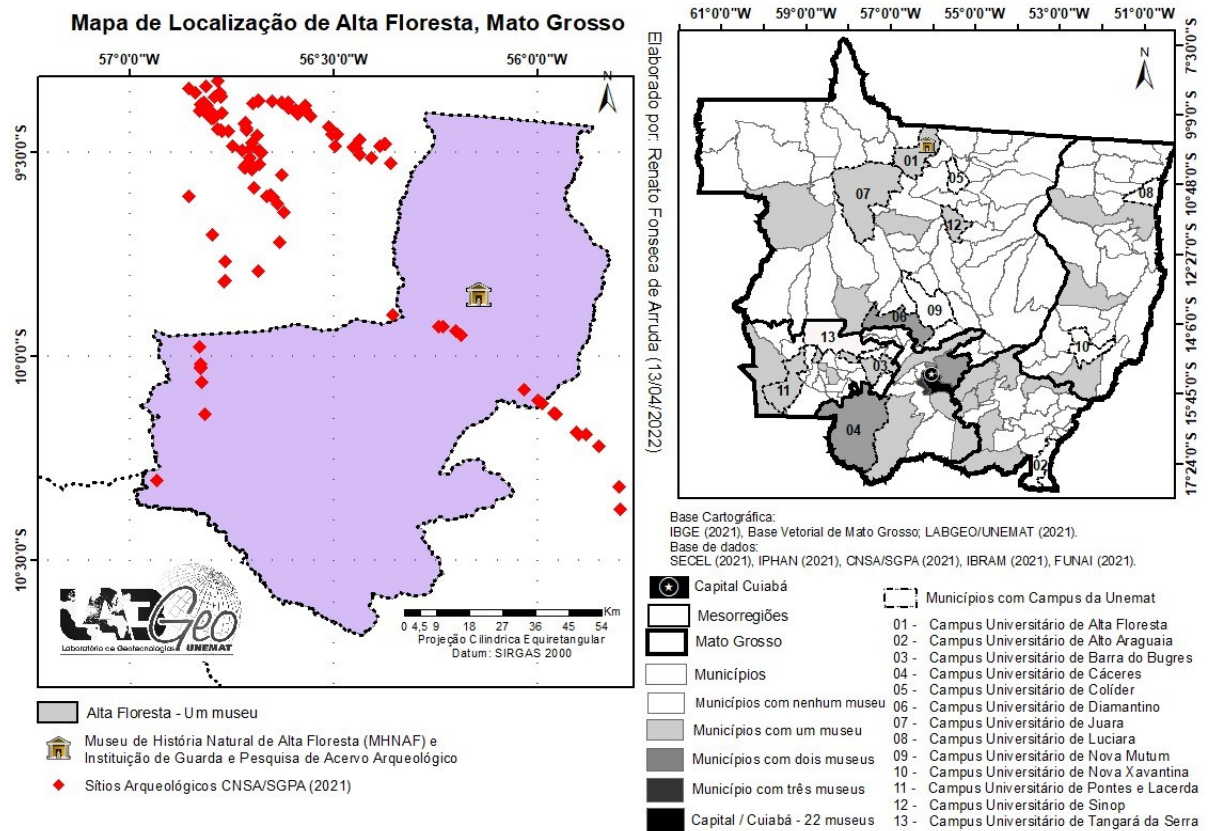 Mapa de Localização de Alta Floresta, Mato Grosso
57°0'0"W
56°30'0"W
56°0'0"W
N
9°30'0"S
10°0'0"S
10°30'0"S
LABGeo
UNEMAT
Laboratório de Geotecnologias
Km
0 4,5 9 18 27 36 45 54
Projeção Cilíndrica Equiretangular
Datum: SIRGAS 2000
Alta Floresta - Um museu
Museu de História Natural de Alta Floresta (MHNAF) e
Instituição de Guarda e Pesquisa de Acervo Arqueológico
Sítios Arqueológicos CNSA/SGPA (2021)
Elaborado por: Renato Fonseca de Arruda (13/04/2022)
61°0'0"W 59°0'0"W 57°0'0"W 55°0'0"W 53°0'0"W 51°0'0"W
N
7°30'0"S
9°9'0"S
10°48'0"S
12°27'0"S
14°6'0"S
15°45'0"S
17°24'0"S
01
05
07
08
12
09
06
13
10
03
11
04
02
Base Cartográfica:
IBGE (2021), Base Vetorial de Mato Grosso; LABGEO/UNEMAT (2021).
Base de dados:
SECEL (2021), IPHAN (2021), CNSA/SGPA (2021), IBRAM (2021), FUNAI (2021).
Capital Cuiabá
Mesorregiões
Mato Grosso
Municípios
Municípios com nenhum museu
Municípios com um museu
Municípios com dois museus
Município com três museus
Capital / Cuiabá - 22 museus
Municípios com Campus da Unemat
01 - Campus Universitário de Alta Floresta
02 - Campus Universitário de Alto Araguaia
03 - Campus Universitário de Barra do Bugres
04 - Campus Universitário de Cáceres
05 - Campus Universitário de Colíder
06 - Campus Universitário de Diamantino
07 - Campus Universitário de Juara
08 - Campus Universitário de Luciara
09 - Campus Universitário de Nova Mutum
10 - Campus Universitário de Nova Xavantina
11 - Campus Universitário de Pontes e Lacerda
12 - Campus Universitário de Sinop
13 - Campus Universitário de Tangará da Serra